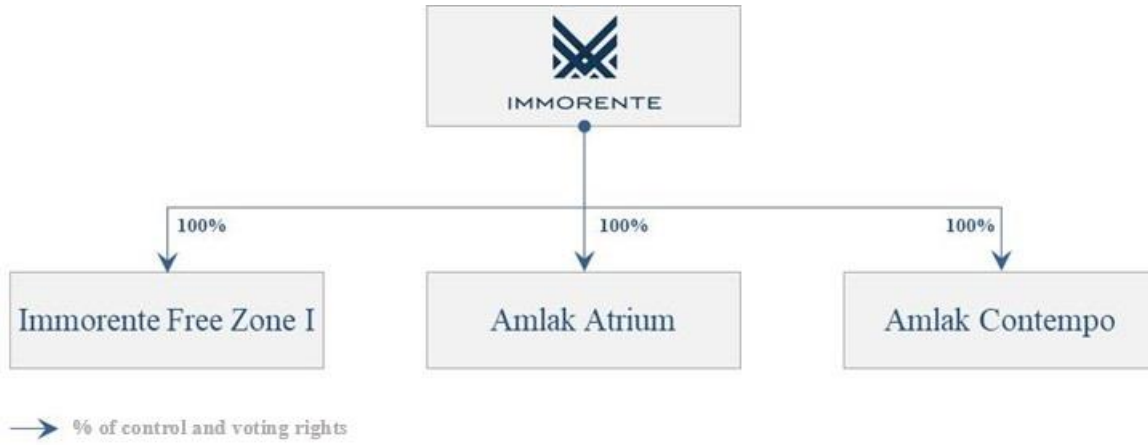 IMMORENTE
100%
100%
100%
Immorente Free Zone I
Amlak Atrium
Amlak Contempo
% of control and voting rights